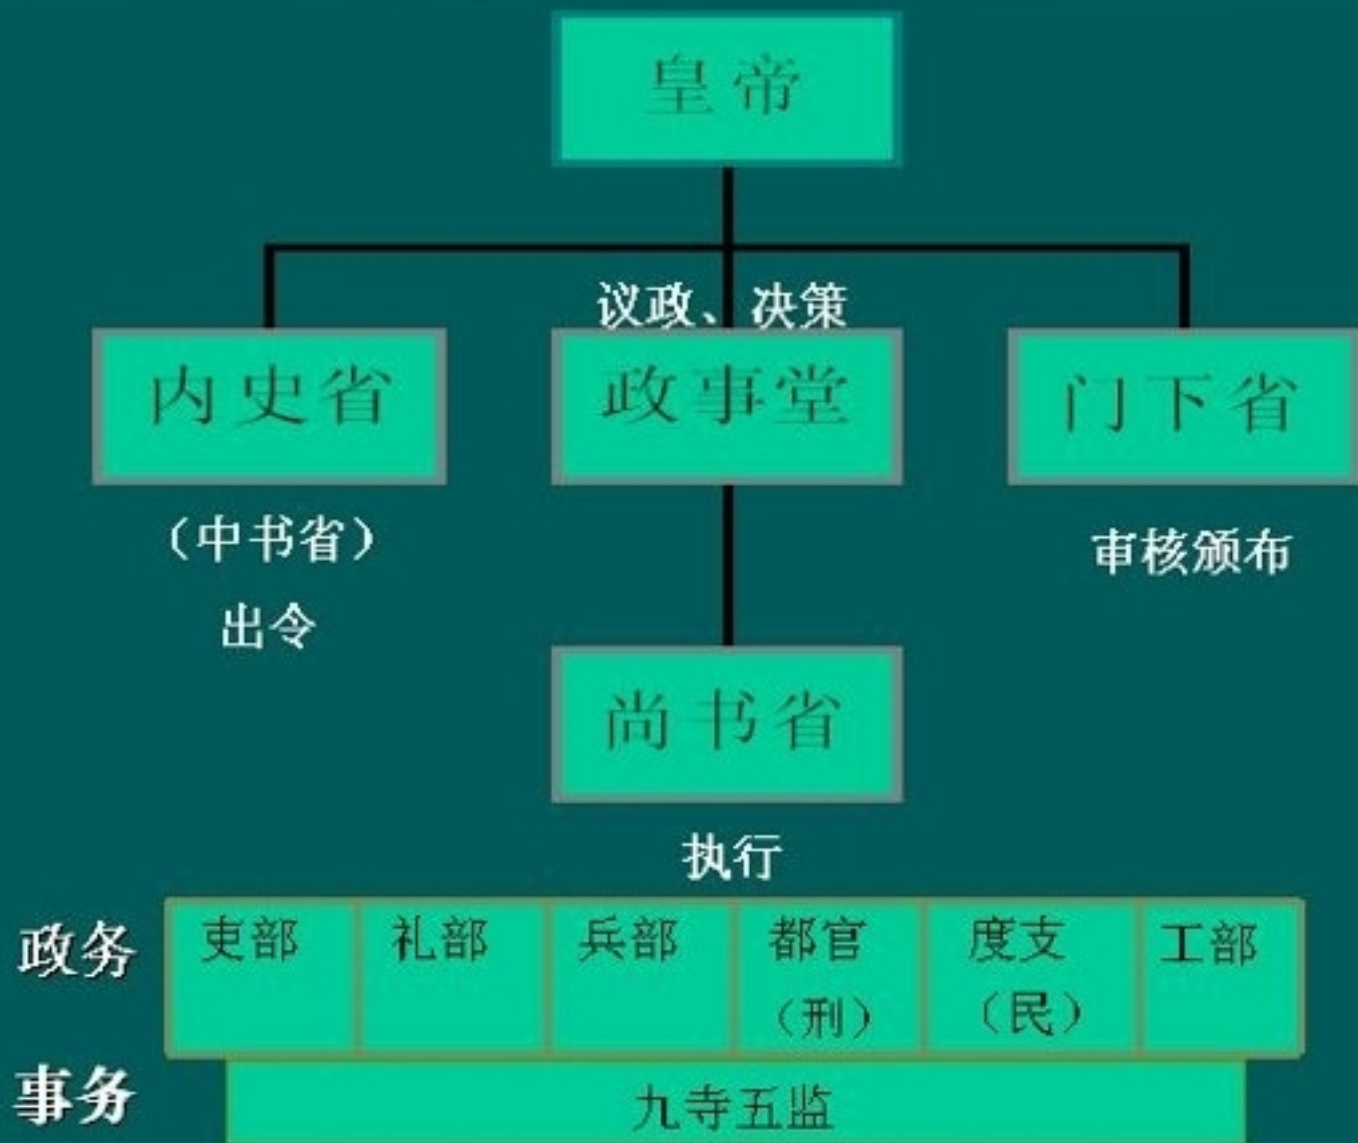 皇帝
议政、决策
内史省
政事堂
门下省
（中书省）
出令
审核颁布
尚书省
执行
政务
吏部
礼部
兵部
都官
（刑）
度支
（民）
工部
事务
九寺五监